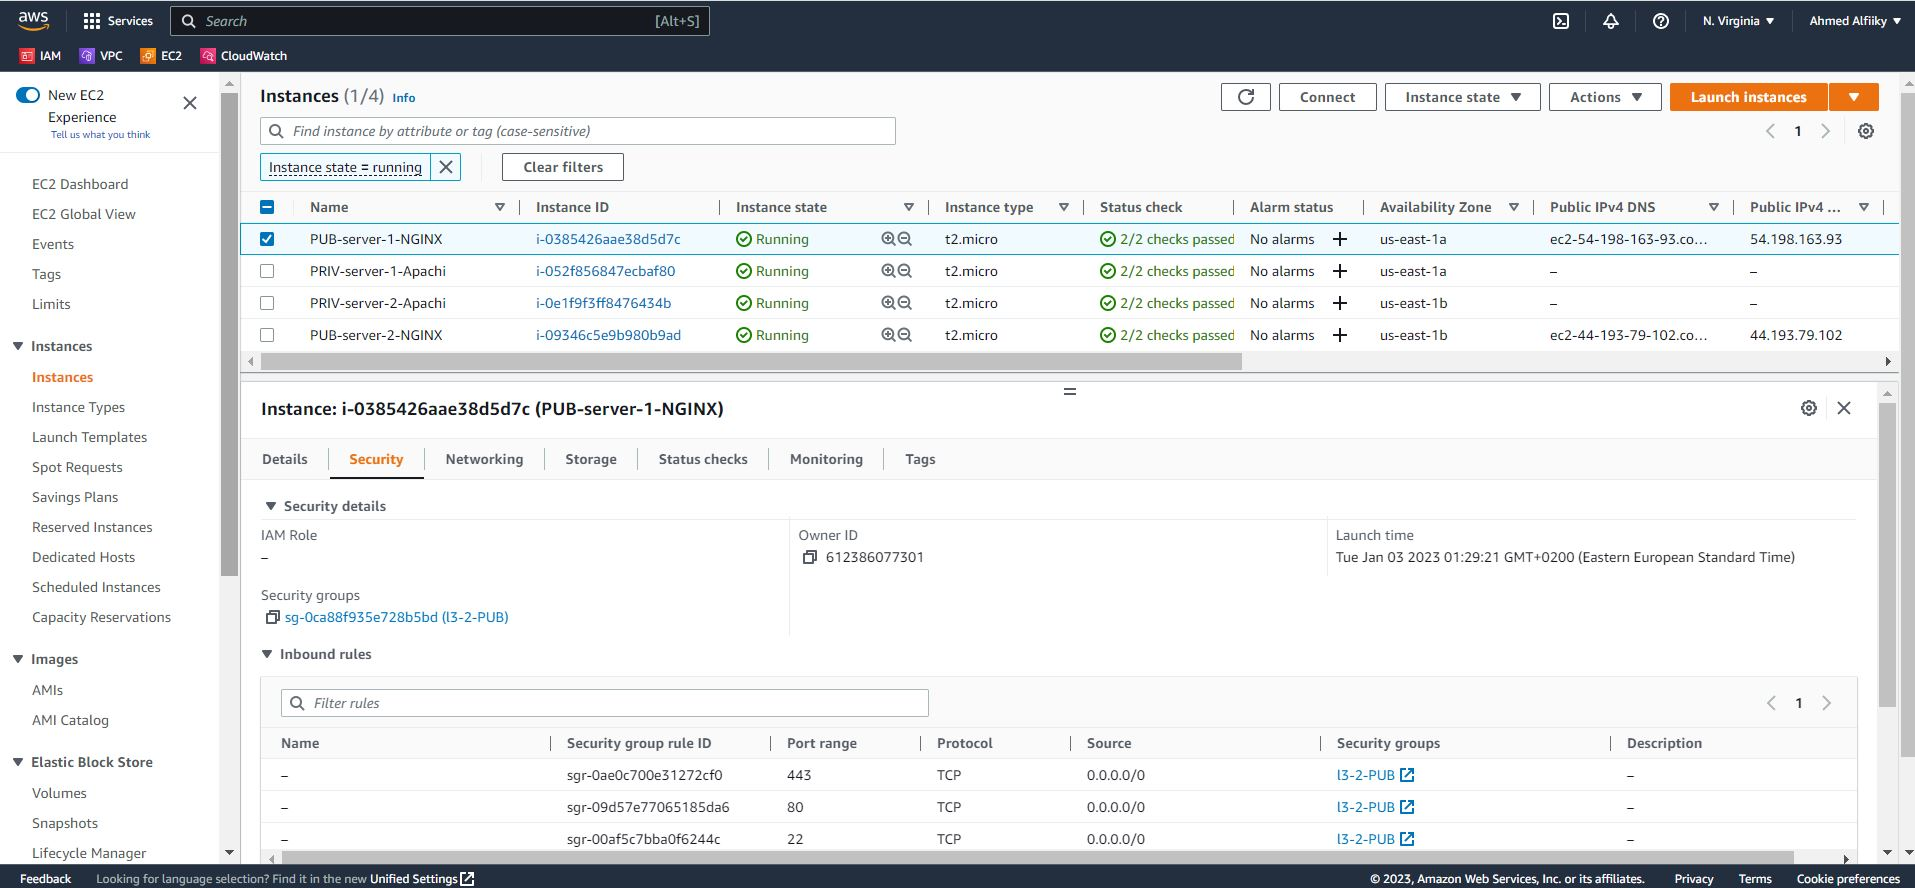 aws Services Search [Alt+S] N. Virginia Ahmed Alfiiky
IAM VPC EC2 CloudWatch
New EC2
Experience
Tell us what you think
EC2 Dashboard
EC2 Global View
Events
Tags
Limits
Instances
Instances
Instance Types
Launch Templates
Spot Requests
Savings Plans
Reserved Instances
Dedicated Hosts
Scheduled Instances
Capacity Reservations
Images
AMIs
AMI Catalog
Elastic Block Store
Volumes
Snapshots
Lifecycle Manager
Instances (1/4) Info Connect Instance state Actions Launch instances
Find instance by attribute or tag (case-sensitive) 1
Instance state = running Clear filters
Name Instance ID Instance state Instance type Status check Alarm status Availability Zone Public IPv4 DNS Public IPv4 ...
PUB-server-1-NGINX i-0385426aae38d5d7c Running t2.micro 2/2 checks passed No alarms + us-east-1a ec2-54-198-163-93.co... 54.198.163.93
PRIV-server-1-Apachi i-052f856847ecbaf80 Running t2.micro 2/2 checks passed No alarms + us-east-1a – –
PRIV-server-2-Apachi i-0e1f9f3ff8476434b Running t2.micro 2/2 checks passed No alarms + us-east-1b – –
PUB-server-2-NGINX i-09346c5e9b980b9ad Running t2.micro 2/2 checks passed No alarms + us-east-1b ec2-44-193-79-102.co... 44.193.79.102
Instance: i-0385426aae38d5d7c (PUB-server-1-NGINX)
Details Security Networking Storage Status checks Monitoring Tags
Security details
IAM Role Owner ID Launch time
– 612386077301 Tue Jan 03 2023 01:29:21 GMT+0200 (Eastern European Standard Time)
Security groups
sg-0ca88f935e728b5bd (l3-2-PUB)
Inbound rules
Filter rules 1
Name Security group rule ID Port range Protocol Source Security groups Description
– sgr-0ae0c700e31272cf0 443 TCP 0.0.0.0/0 l3-2-PUB –
– sgr-09d57e77065185da6 80 TCP 0.0.0.0/0 l3-2-PUB –
– sgr-00af5c7bba0f6244c 22 TCP 0.0.0.0/0 l3-2-PUB –
Feedback Looking for language selection? Find it in the new Unified Settings © 2023, Amazon Web Services, Inc. or its affiliates. Privacy Terms Cookie preferences